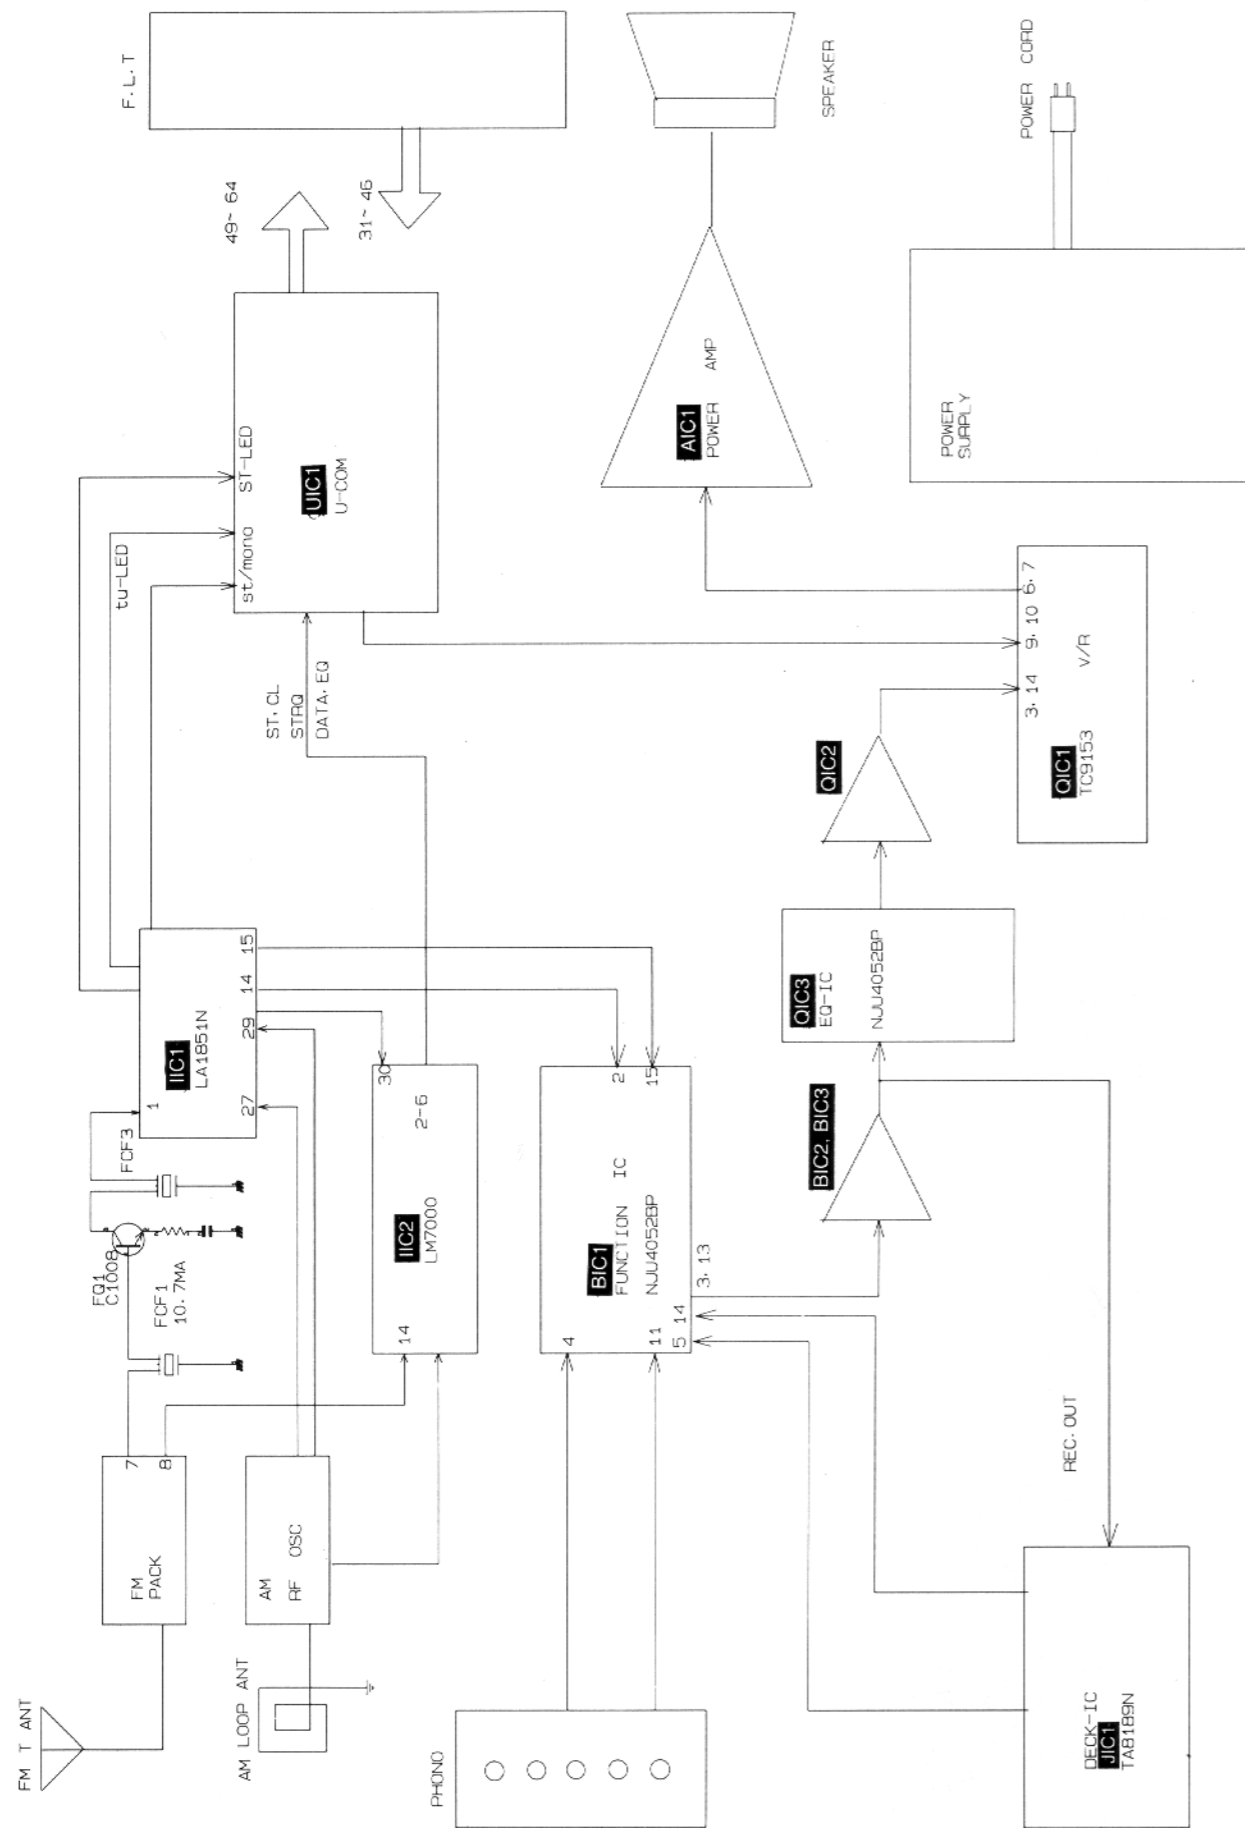 FM T ANT
FM
PACK
7
8
AM LOOP ANT
AM
RF OSC
PHONO
FCF1
10.7MA
FQ1
C1008
FCF3
1
IIC1
LA1851N
27
29
14
15
tu-LED
st/mono
ST-LED
UIC1
U-COM
49~ 64
31~ 46
F.L.T
14
IIC2
LM7000
30
2-6
ST.CL
STRQ
DATA.EQ
4
11
5 14
3.13
BIC1
FUNCTION IC
NJU4052BP
2
15
BIC2, BIC3
QIC3
EQ-IC
NJU4052BP
QIC2
3.14
9.10
6.7
V/R
QIC1
TC9153
AIC1
POWER AMP
SPEAKER
POWER
SUPPLY
POWER CORD
REC.OUT
DECK-IC
JIC1
TA8189N